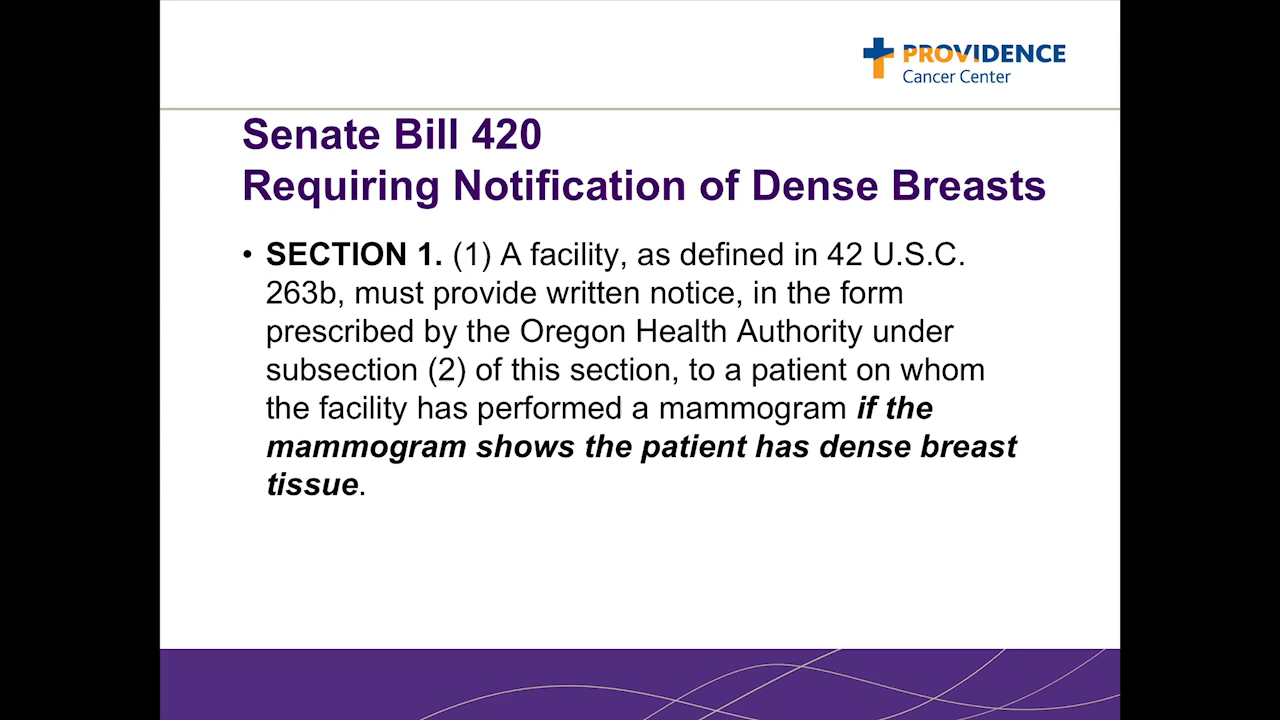 PROVIDENCE
Cancer Center
Senate Bill 420
Requiring Notification of Dense Breasts
• SECTION 1. (1) A facility, as defined in 42 U.S.C.
263b, must provide written notice, in the form
prescribed by the Oregon Health Authority under
subsection (2) of this section, to a patient on whom
the facility has performed a mammogram if the
mammogram shows the patient has dense breast
tissue.